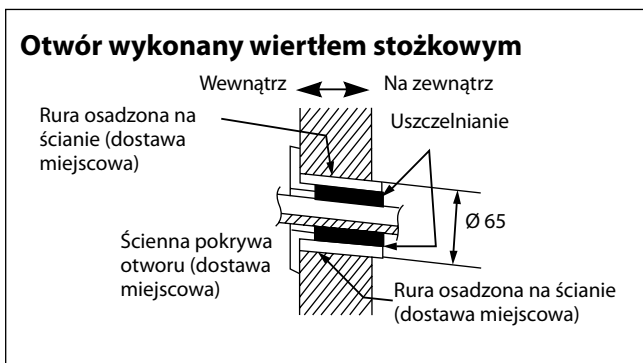 Otwór wykonany wiertłem stożkowym
Wewnątrz
Na zewnątrz
Rura osadzona na
ścianie (dostawa
miejscowa)
Uszczelnianie
Ø 65
Ścienna pokrywa
otworu (dostawa
miejscowa)
Rura osadzona na ścianie
(dostawa miejscowa)